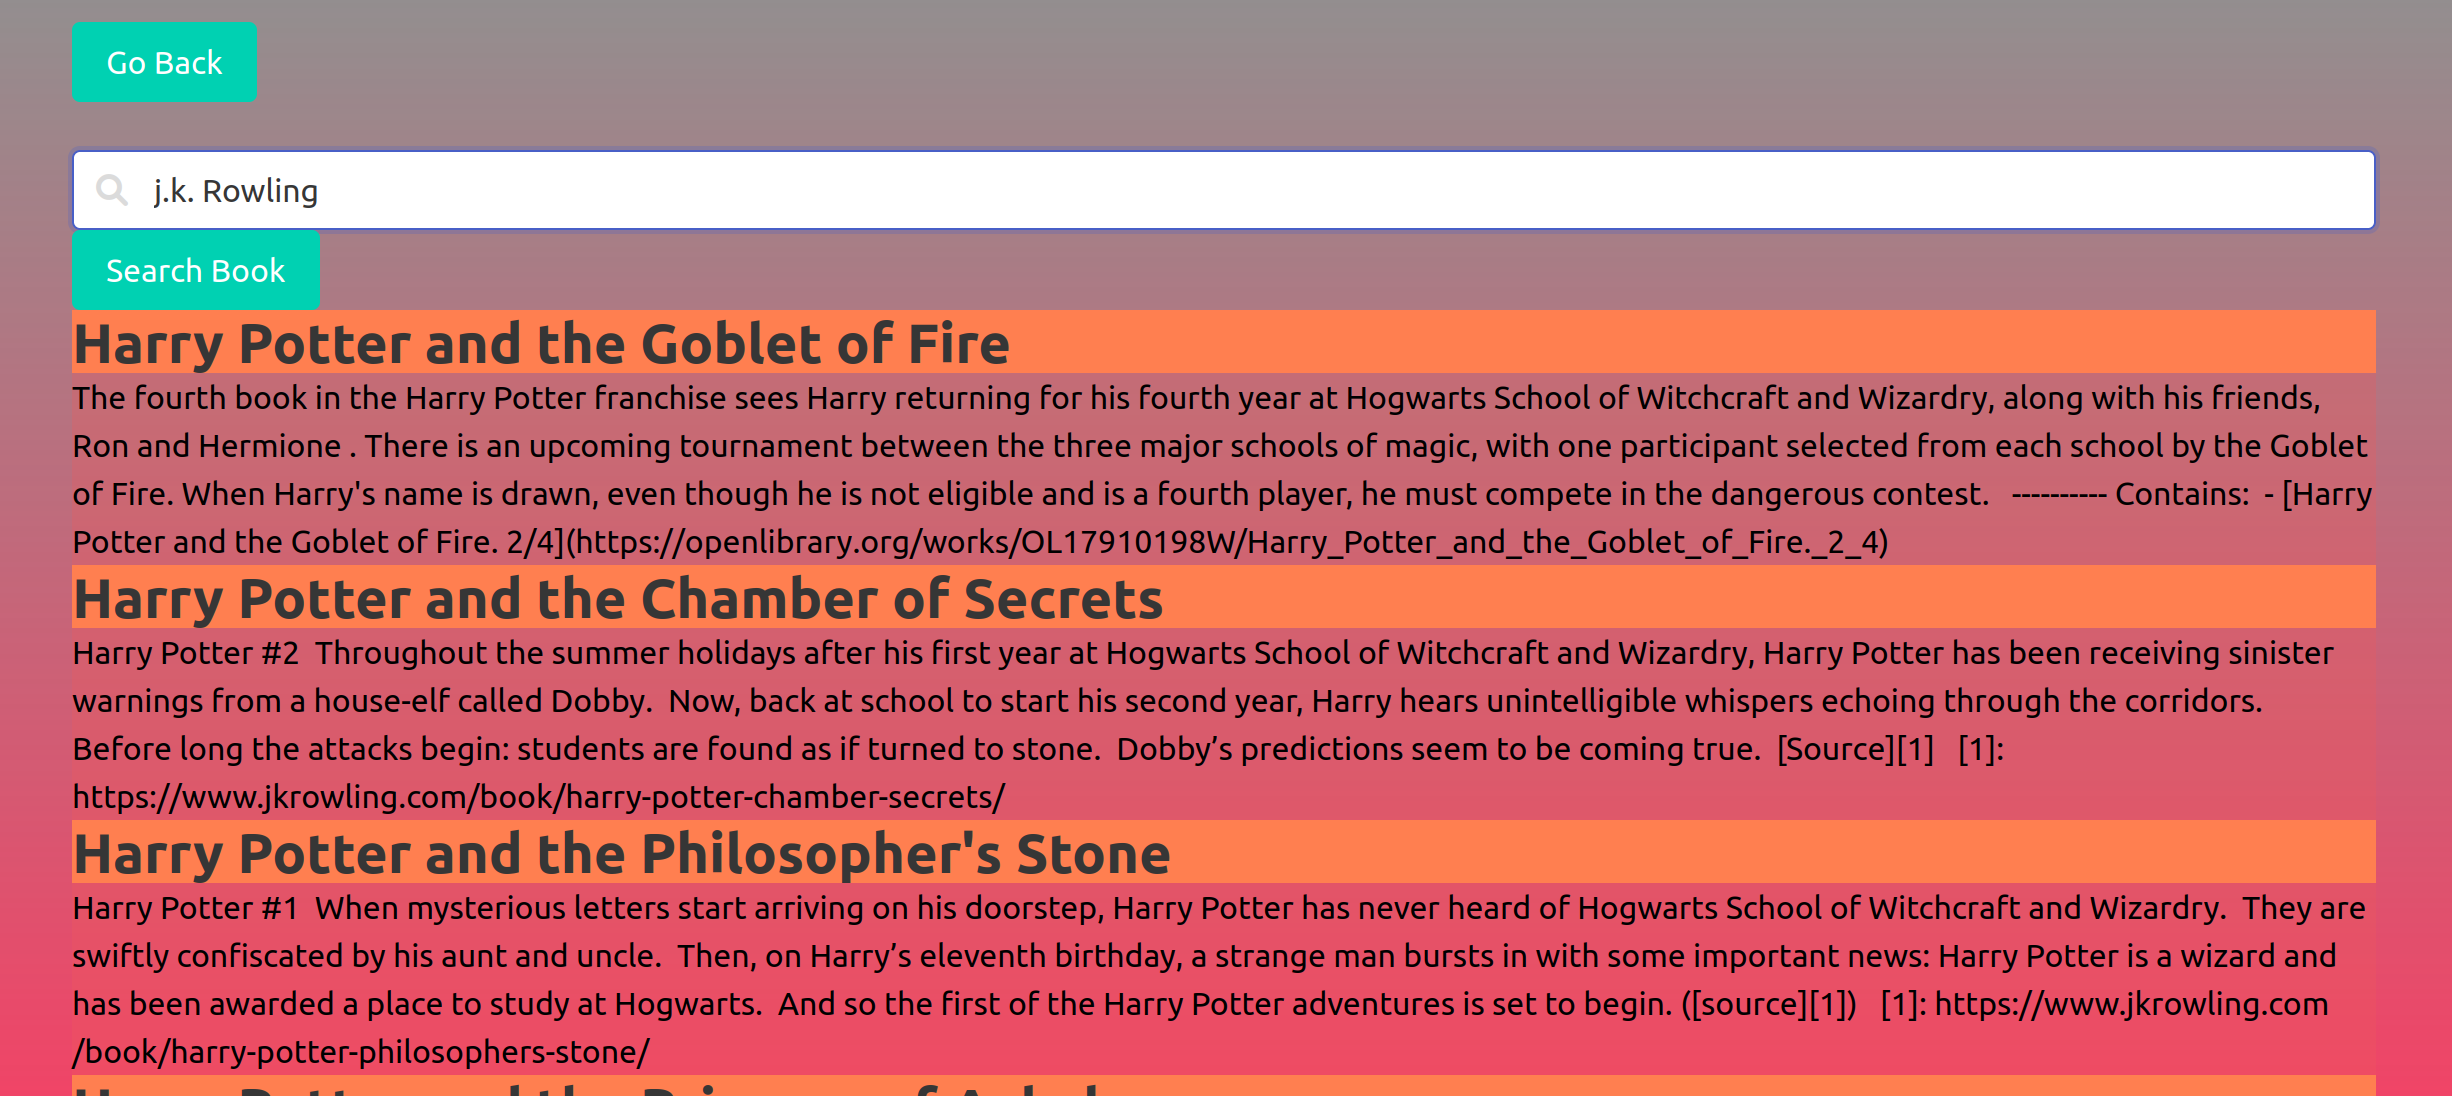 Go Back
j.k. Rowling
Search Book
Harry Potter and the Goblet of Fire
The fourth book in the Harry Potter franchise sees Harry returning for his fourth year at Hogwarts School of Witchcraft and Wizardry, along with his friends,
Ron and Hermione . There is an upcoming tournament between the three major schools of magic, with one participant selected from each school by the Goblet
of Fire. When Harry's name is drawn, even though he is not eligible and is a fourth player, he must compete in the dangerous contest.   ---------- Contains:  - [Harry
Potter and the Goblet of Fire. 2/4](https://openlibrary.org/works/OL17910198W/Harry_Potter_and_the_Goblet_of_Fire._2_4)
Harry Potter and the Chamber of Secrets
Harry Potter #2  Throughout the summer holidays after his first year at Hogwarts School of Witchcraft and Wizardry, Harry Potter has been receiving sinister
warnings from a house-elf called Dobby.  Now, back at school to start his second year, Harry hears unintelligible whispers echoing through the corridors.
Before long the attacks begin: students are found as if turned to stone.  Dobby’s predictions seem to be coming true.  [Source][1]   [1]:
https://www.jkrowling.com/book/harry-potter-chamber-secrets/
Harry Potter and the Philosopher's Stone
Harry Potter #1  When mysterious letters start arriving on his doorstep, Harry Potter has never heard of Hogwarts School of Witchcraft and Wizardry.  They are
swiftly confiscated by his aunt and uncle.  Then, on Harry’s eleventh birthday, a strange man bursts in with some important news: Harry Potter is a wizard and
has been awarded a place to study at Hogwarts.  And so the first of the Harry Potter adventures is set to begin. ([source][1])   [1]: https://www.jkrowling.com
/book/harry-potter-philosophers-stone/